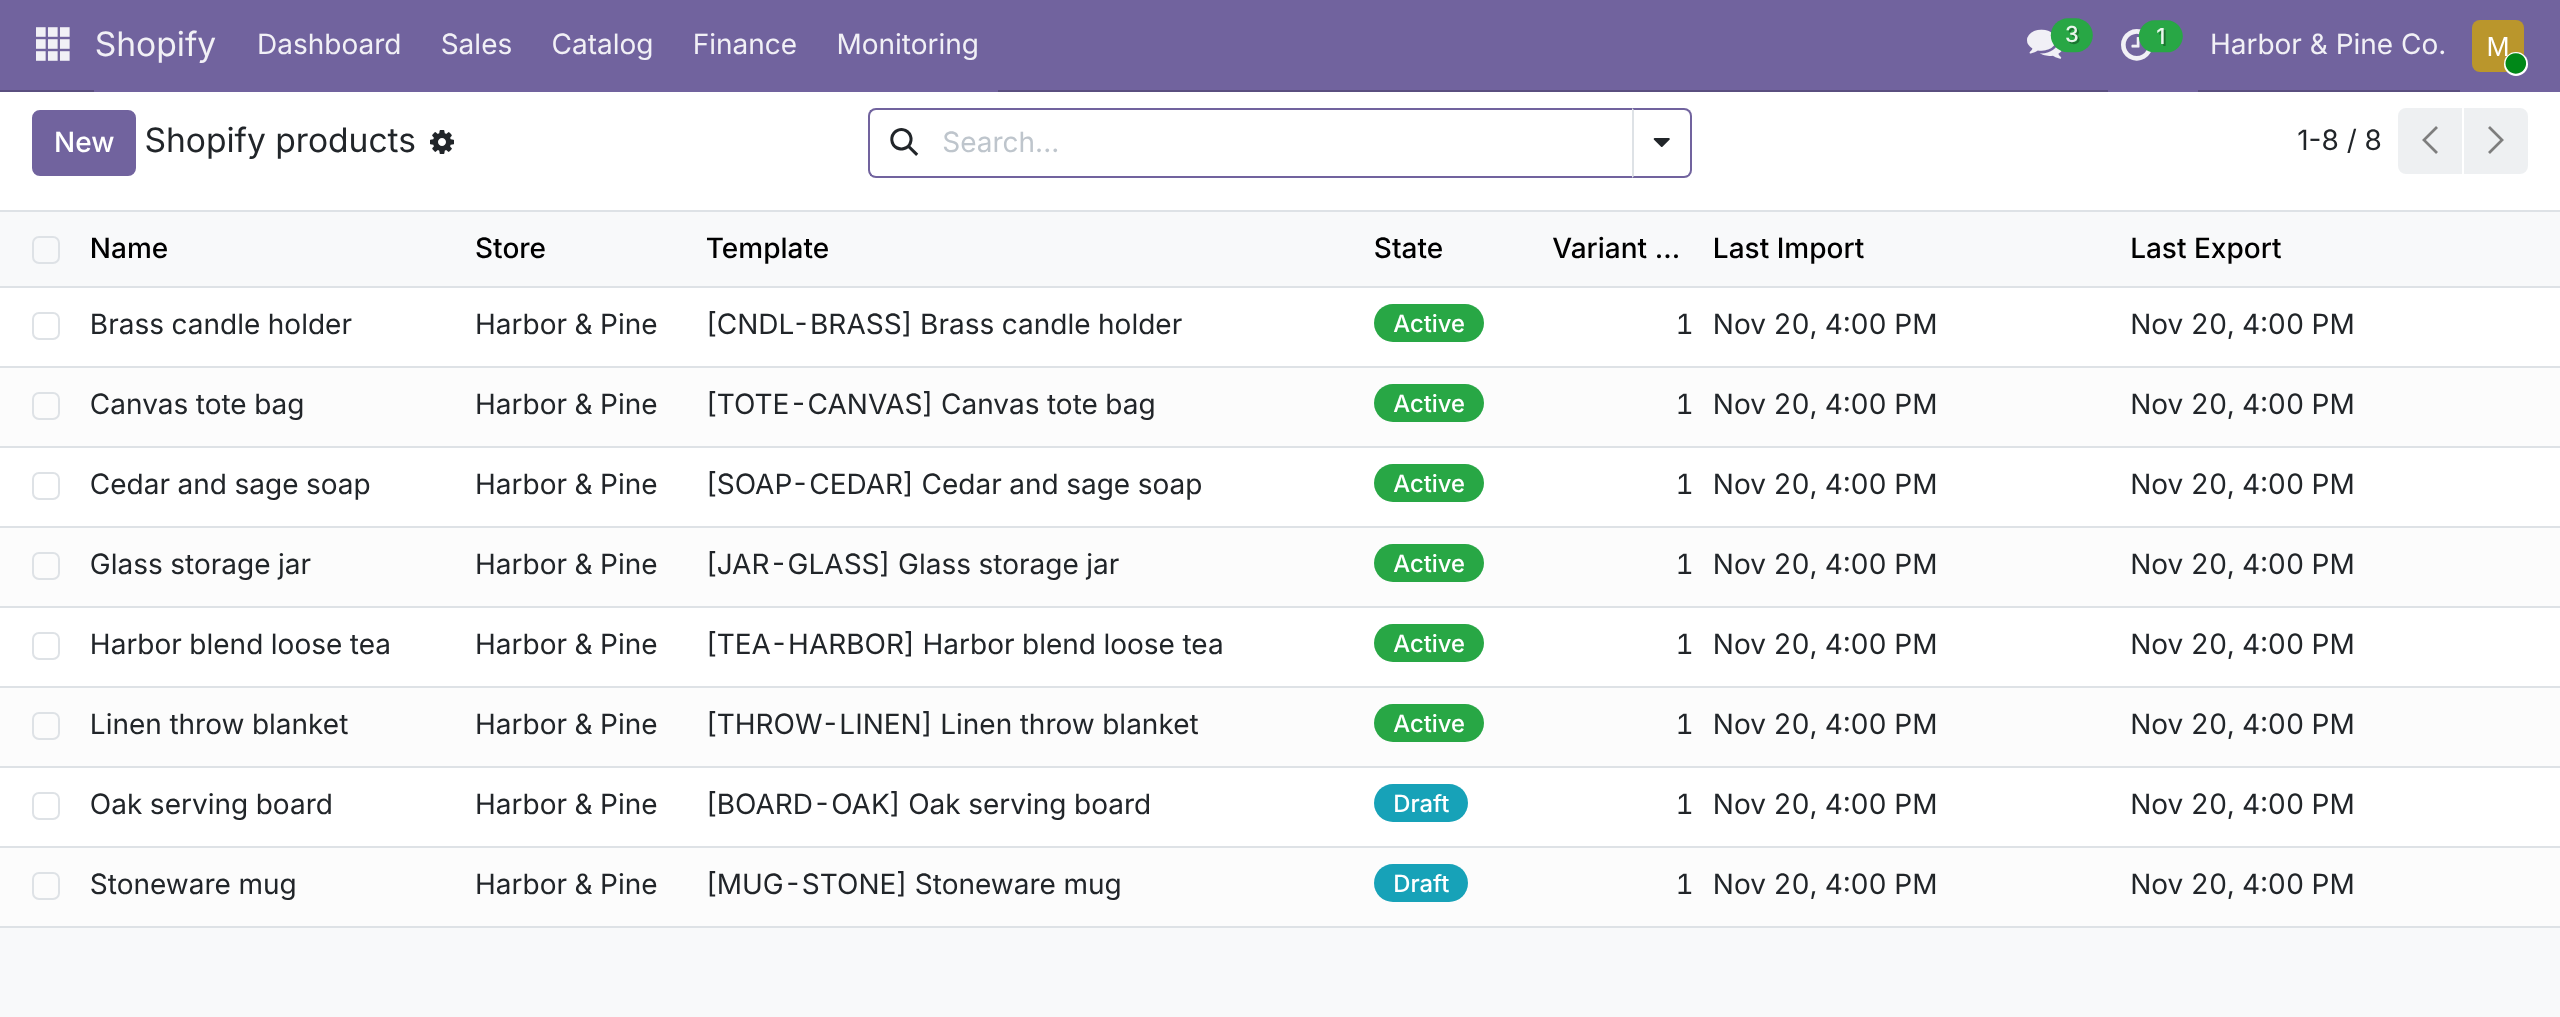 Shopify Dashboard Sales Catalog Finance Monitoring 3 1 Harbor & Pine Co. M
New Shopify products Search... 1-8 / 8
Name Store Template State Variant ... Last Import Last Export
Brass candle holder Harbor & Pine [CNDL-BRASS] Brass candle holder Active 1 Nov 20, 4:00 PM Nov 20, 4:00 PM
Canvas tote bag Harbor & Pine [TOTE-CANVAS] Canvas tote bag Active 1 Nov 20, 4:00 PM Nov 20, 4:00 PM
Cedar and sage soap Harbor & Pine [SOAP-CEDAR] Cedar and sage soap Active 1 Nov 20, 4:00 PM Nov 20, 4:00 PM
Glass storage jar Harbor & Pine [JAR-GLASS] Glass storage jar Active 1 Nov 20, 4:00 PM Nov 20, 4:00 PM
Harbor blend loose tea Harbor & Pine [TEA-HARBOR] Harbor blend loose tea Active 1 Nov 20, 4:00 PM Nov 20, 4:00 PM
Linen throw blanket Harbor & Pine [THROW-LINEN] Linen throw blanket Active 1 Nov 20, 4:00 PM Nov 20, 4:00 PM
Oak serving board Harbor & Pine [BOARD-OAK] Oak serving board Draft 1 Nov 20, 4:00 PM Nov 20, 4:00 PM
Stoneware mug Harbor & Pine [MUG-STONE] Stoneware mug Draft 1 Nov 20, 4:00 PM Nov 20, 4:00 PM